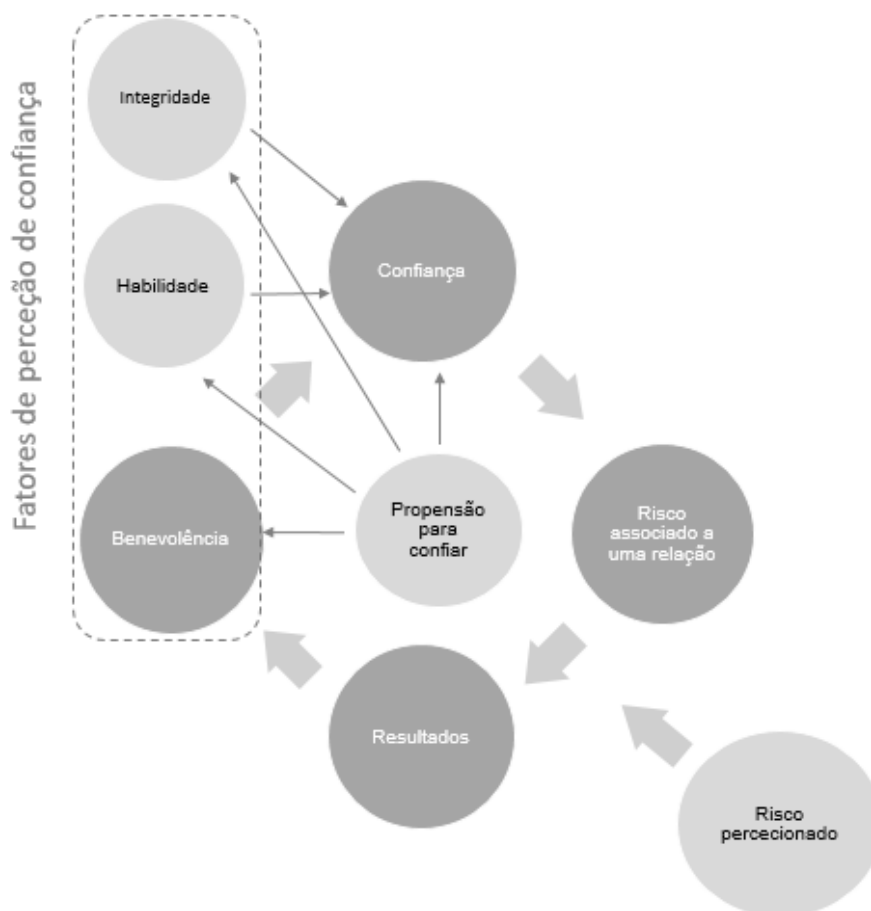 Fatores de perceção de confiança
Integridade
Habilidade
Benevolência
Confiança
Propensão
para
confiar
Risco
associado a
uma relação
Resultados
Risco
percecionado